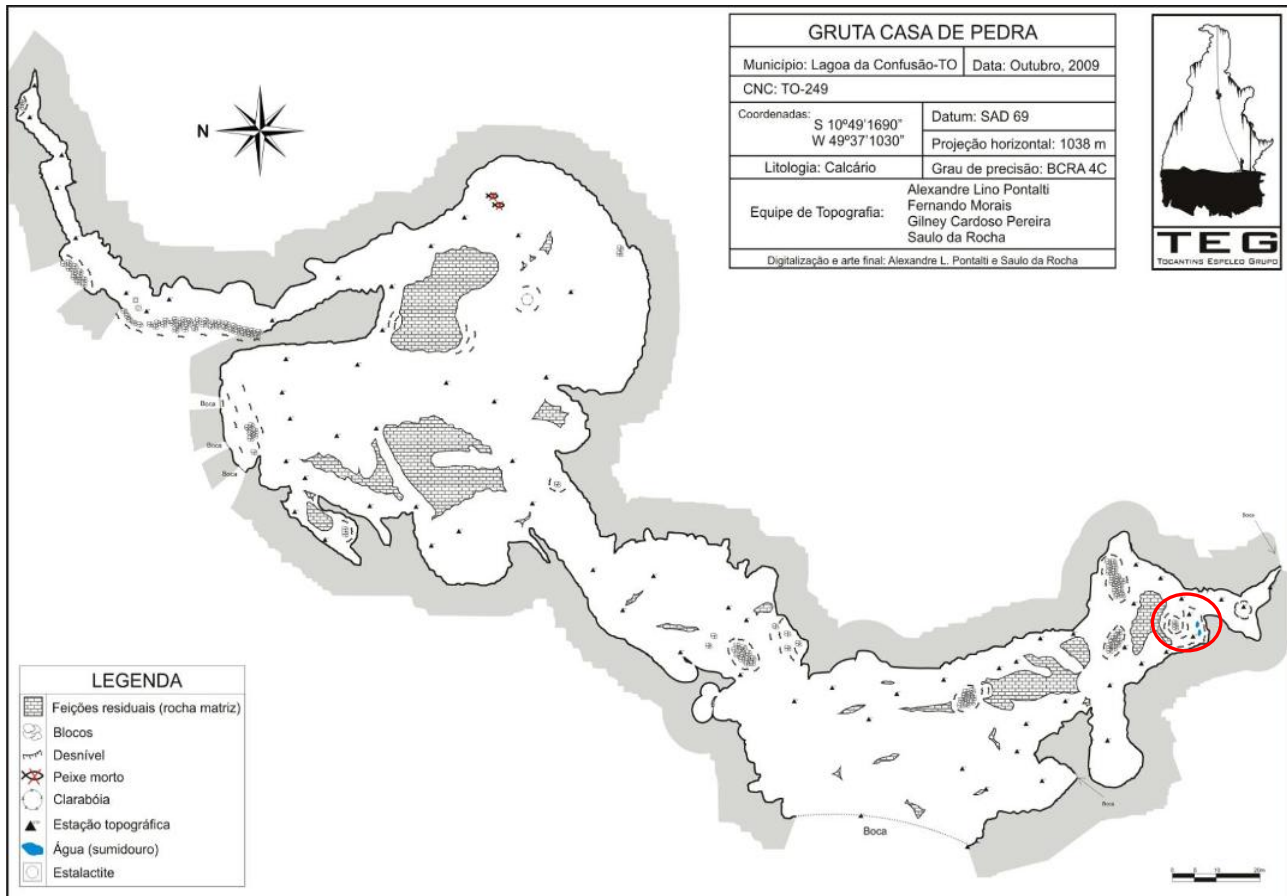 GRUTA CASA DE PEDRA
Município: Lagoa da Confusão-TO Data: Outubro, 2009
CNC: TO-249
Coordenadas: S 10º49'1690"
W 49º37'1030"
Datum: SAD 69
Projeção horizontal: 1038 m
Litologia: Calcário Grau de precisão: BCRA 4C
Equipe de Topografia: Alexandre Lino Pontalti
Fernando Morais
Gilney Cardoso Pereira
Saulo da Rocha
Digitalização e arte final: Alexandre L. Pontalti e Saulo da Rocha
TEG
TOCANTINS ESPELEO GRUPO
N
Boca
Boca
Boca
Boca
Boca
Boca
LEGENDA
Feições residuais (rocha matriz)
Blocos
Desnível
Peixe morto
Clarabóia
Estação topográfica
Água (sumidouro)
Estalactite
0 5 10 20m